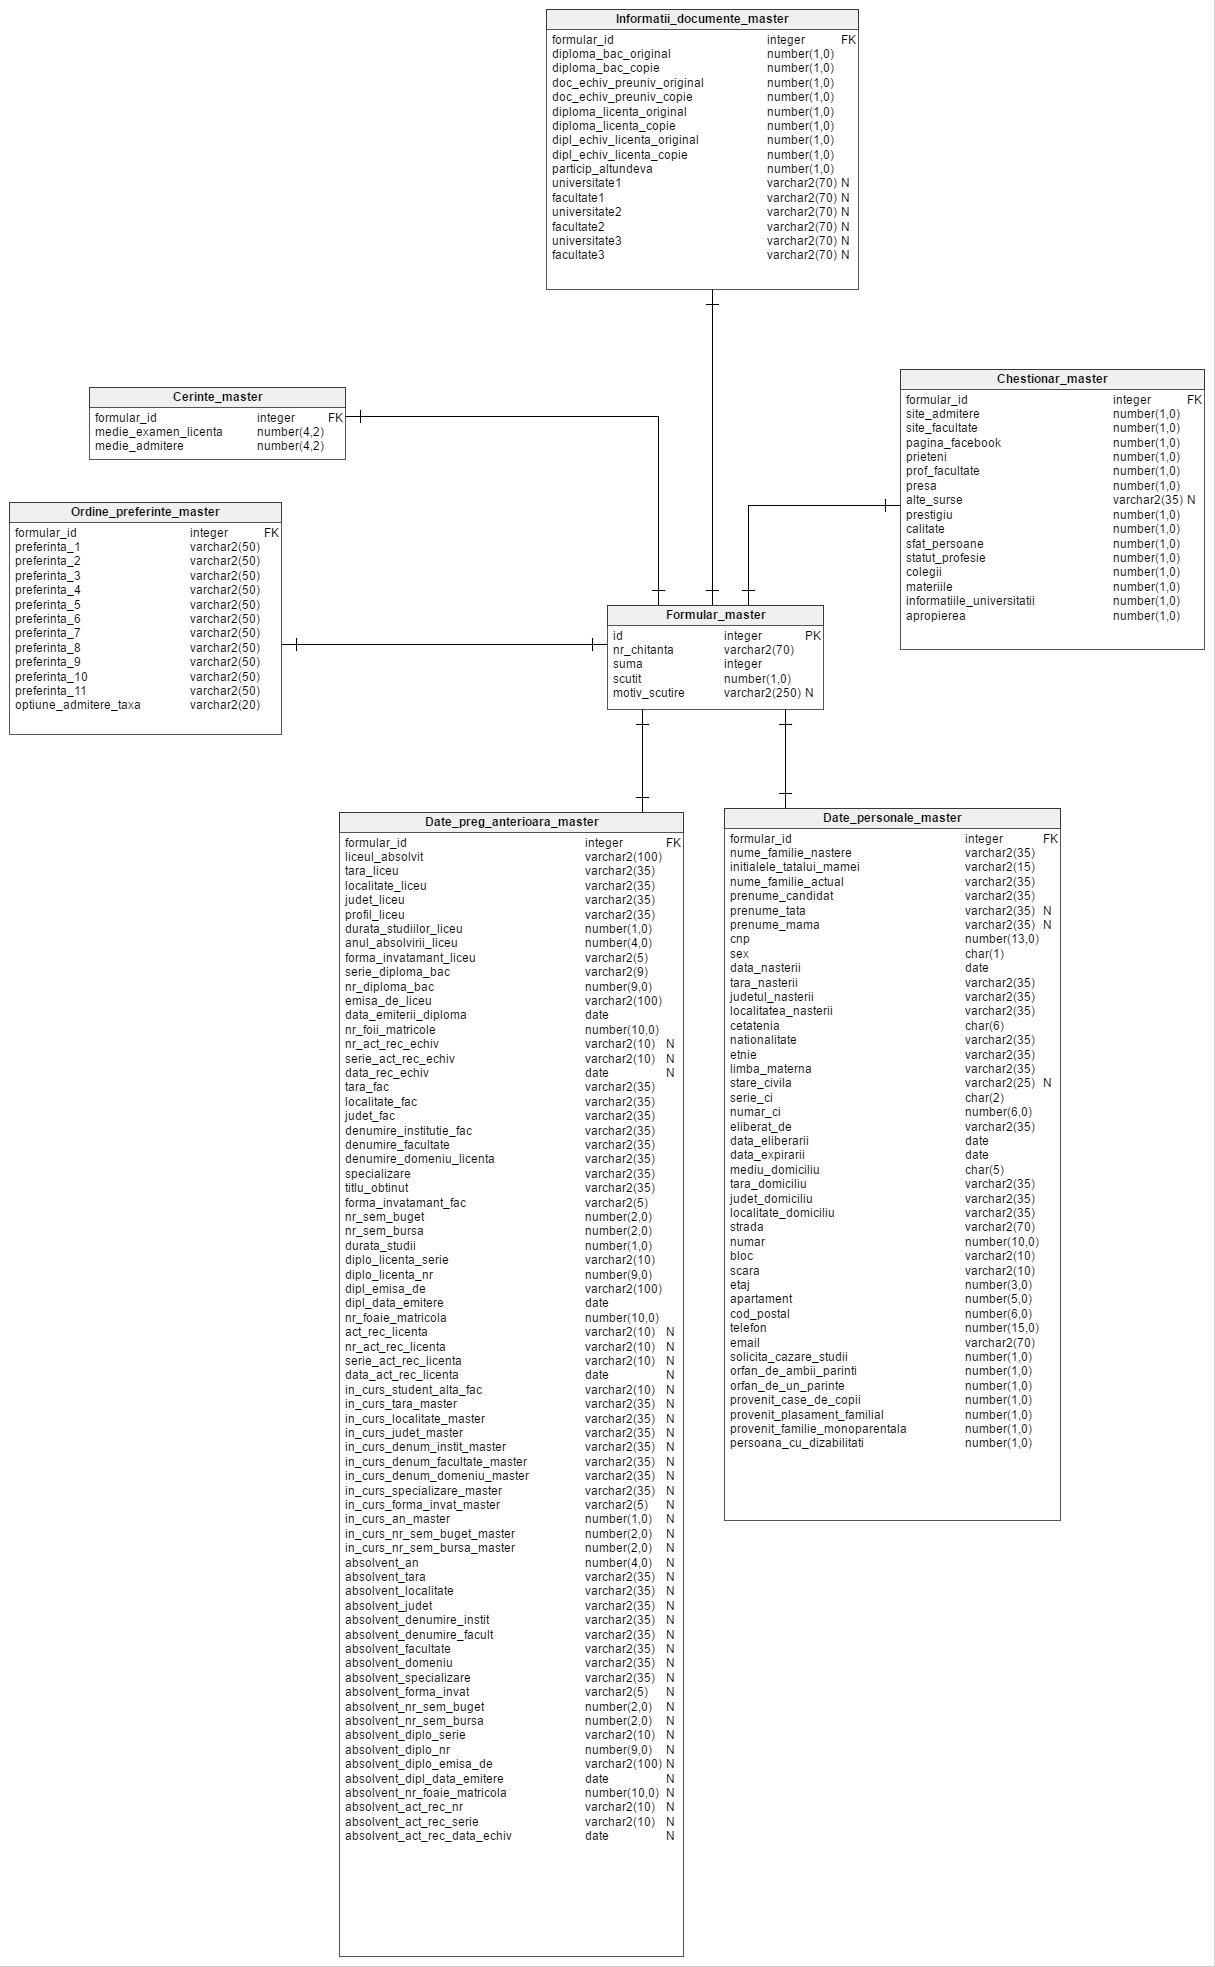 Informatii_documente_master
formular_id integer FK
diploma_bac_original number(1,0)
diploma_bac_copie number(1,0)
doc_echiv_preuniv_original number(1,0)
doc_echiv_preuniv_copie number(1,0)
diploma_licenta_original number(1,0)
diploma_licenta_copie number(1,0)
dipl_echiv_licenta_original number(1,0)
dipl_echiv_licenta_copie number(1,0)
particip_altundeva number(1,0)
universitate1 varchar2(70) N
facultate1 varchar2(70) N
universitate2 varchar2(70) N
facultate2 varchar2(70) N
universitate3 varchar2(70) N
facultate3 varchar2(70) N
Cerinte_master
formular_id integer FK
medie_examen_licenta number(4,2)
medie_admitere number(4,2)
Chestionar_master
formular_id integer FK
site_admitere number(1,0)
site_facultate number(1,0)
pagina_facebook number(1,0)
prieteni number(1,0)
prof_facultate number(1,0)
presa number(1,0)
alte_surse varchar2(35) N
prestigiu number(1,0)
calitate number(1,0)
sfat_persoane number(1,0)
statut_profesie number(1,0)
colegii number(1,0)
materiile number(1,0)
informatiile_universitatii number(1,0)
apropierea number(1,0)
Ordine_preferinte_master
formular_id integer FK
preferinta_1 varchar2(50)
preferinta_2 varchar2(50)
preferinta_3 varchar2(50)
preferinta_4 varchar2(50)
preferinta_5 varchar2(50)
preferinta_6 varchar2(50)
preferinta_7 varchar2(50)
preferinta_8 varchar2(50)
preferinta_9 varchar2(50)
preferinta_10 varchar2(50)
preferinta_11 varchar2(50)
optiune_admitere_taxa varchar2(20)
Formular_master
id integer PK
nr_chitanta varchar2(70)
suma integer
scutit number(1,0)
motiv_scutire varchar2(250) N
Date_preg_anterioara_master
formular_id integer FK
liceul_absolvit varchar2(100)
tara_liceu varchar2(35)
localitate_liceu varchar2(35)
judet_liceu varchar2(35)
profil_liceu varchar2(35)
durata_studiilor_liceu number(1,0)
anul_absolvirii_liceu number(4,0)
forma_invatamant_liceu varchar2(5)
serie_diploma_bac varchar2(9)
nr_diploma_bac number(9,0)
emisa_de_liceu varchar2(100)
data_emiterii_diploma date
nr_foii_matricole number(10,0)
nr_act_rec_echiv varchar2(10) N
serie_act_rec_echiv varchar2(10) N
data_rec_echiv date N
tara_fac varchar2(35)
localitate_fac varchar2(35)
judet_fac varchar2(35)
denumire_institutie_fac varchar2(35)
denumire_facultate varchar2(35)
denumire_domeniu_licenta varchar2(35)
specializare varchar2(35)
titlu_obtinut varchar2(35)
forma_invatamant_fac varchar2(5)
nr_sem_buget number(2,0)
nr_sem_bursa number(2,0)
durata_studii number(1,0)
diplo_licenta_serie varchar2(10)
diplo_licenta_nr number(9,0)
dipl_emisa_de varchar2(100)
dipl_data_emitere date
nr_foaie_matricola number(10,0)
act_rec_licenta varchar2(10) N
nr_act_rec_licenta varchar2(10) N
serie_act_rec_licenta varchar2(10) N
data_act_rec_licenta date N
in_curs_student_alta_fac varchar2(10) N
in_curs_tara_master varchar2(35) N
in_curs_localitate_master varchar2(35) N
in_curs_judet_master varchar2(35) N
in_curs_denum_instit_master varchar2(35) N
in_curs_denum_facultate_master varchar2(35) N
in_curs_denum_domeniu_master varchar2(35) N
in_curs_specializare_master varchar2(35) N
in_curs_forma_invat_master varchar2(5) N
in_curs_an_master number(1,0) N
in_curs_nr_sem_buget_master number(2,0) N
in_curs_nr_sem_bursa_master number(2,0) N
absolvent_an number(4,0) N
absolvent_tara varchar2(35) N
absolvent_localitate varchar2(35) N
absolvent_judet varchar2(35) N
absolvent_denumire_instit varchar2(35) N
absolvent_denumire_facult varchar2(35) N
absolvent_facultate varchar2(35) N
absolvent_domeniu varchar2(35) N
absolvent_specializare varchar2(35) N
absolvent_forma_invat varchar2(5) N
absolvent_nr_sem_buget number(2,0) N
absolvent_nr_sem_bursa number(2,0) N
absolvent_diplo_serie varchar2(10) N
absolvent_diplo_nr number(9,0) N
absolvent_diplo_emisa_de varchar2(100) N
absolvent_dipl_data_emitere date N
absolvent_nr_foaie_matricola number(10,0) N
absolvent_act_rec_nr varchar2(10) N
absolvent_act_rec_serie varchar2(10) N
absolvent_act_rec_data_echiv date N
Date_personale_master
formular_id integer FK
nume_familie_nastere varchar2(35)
initialele_tatalui_mamei varchar2(15)
nume_familie_actual varchar2(35)
prenume_candidat varchar2(35)
prenume_tata varchar2(35) N
prenume_mama varchar2(35) N
cnp number(13,0)
sex char(1)
data_nasterii date
tara_nasterii varchar2(35)
judetul_nasterii varchar2(35)
localitatea_nasterii varchar2(35)
cetatenia char(6)
nationalitate varchar2(35)
etnie varchar2(35)
limba_materna varchar2(35)
stare_civila varchar2(25) N
serie_ci char(2)
numar_ci number(6,0)
eliberat_de varchar2(35)
data_eliberarii date
data_expirarii date
mediu_domiciliu char(5)
tara_domiciliu varchar2(35)
judet_domiciliu varchar2(35)
localitate_domiciliu varchar2(35)
strada varchar2(70)
numar number(10,0)
bloc varchar2(10)
scara varchar2(10)
etaj number(3,0)
apartament number(5,0)
cod_postal number(6,0)
telefon number(15,0)
email varchar2(70)
solicita_cazare_studii number(1,0)
orfan_de_ambii_parinti number(1,0)
orfan_de_un_parinte number(1,0)
provenit_case_de_copii number(1,0)
provenit_plasament_familial number(1,0)
provenit_familie_monoparentala number(1,0)
persoana_cu_dizabilitati number(1,0)